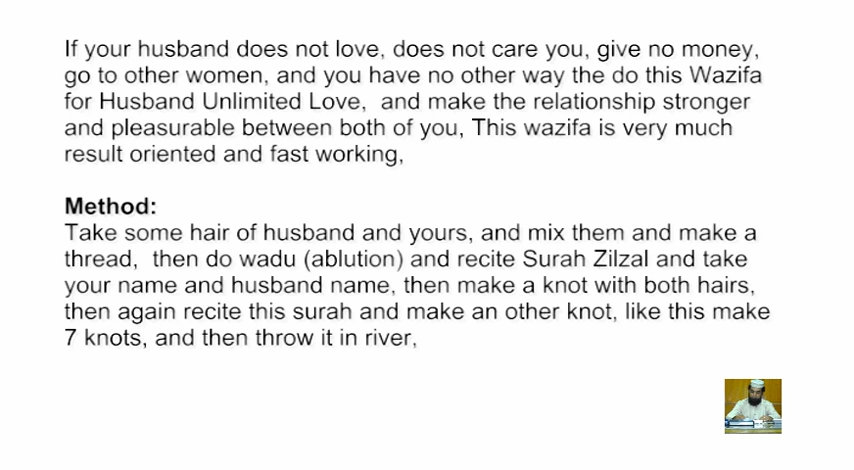 If your husband does not love, does not care you, give no money,
go to other women, and you have no other way the do this Wazifa
for Husband Unlimited Love,  and make the relationship stronger
and pleasurable between both of you, This wazifa is very much
result oriented and fast working,
Method:
Take some hair of husband and yours, and mix them and make a
thread,  then do wadu (ablution) and recite Surah Zilzal and take
your name and husband name, then make a knot with both hairs,
then again recite this surah and make an other knot, like this make
7 knots, and then throw it in river,